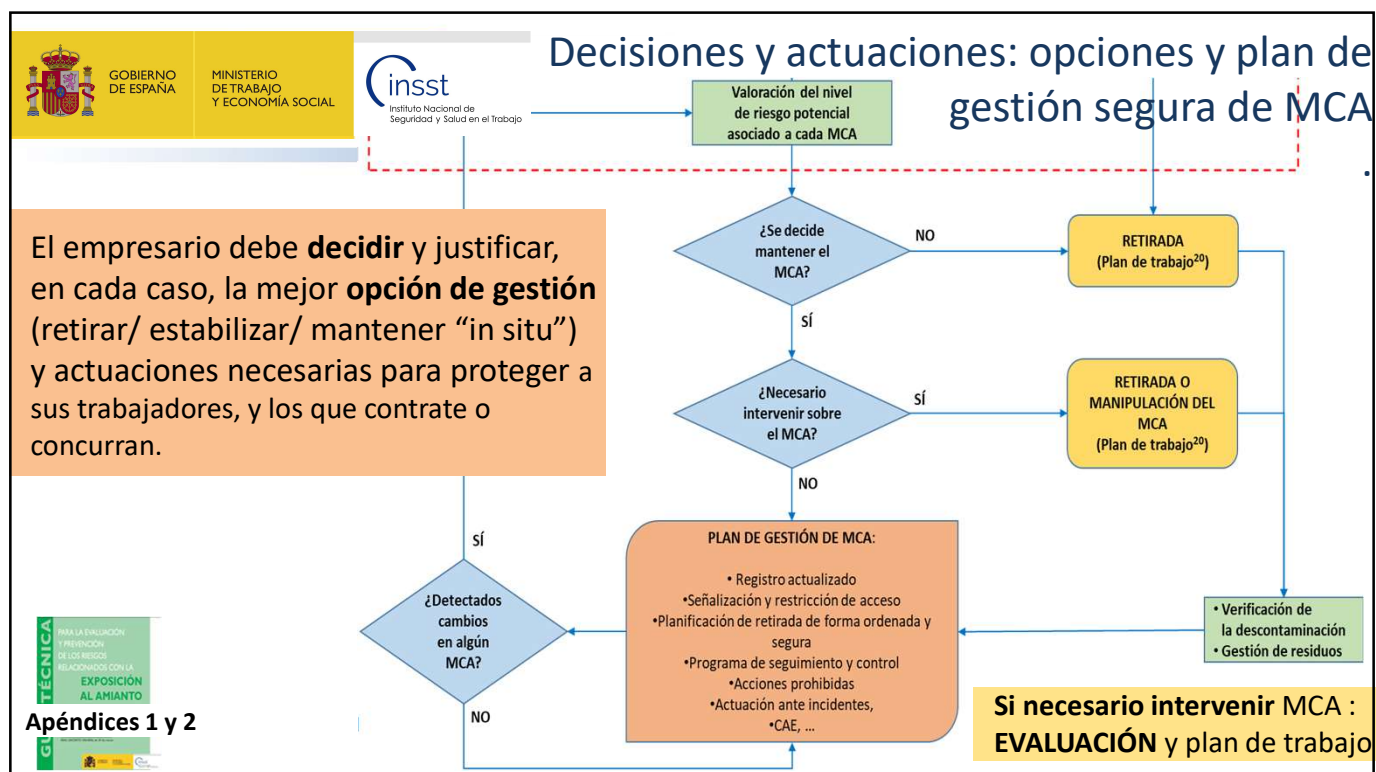 GOBIERNO
DE ESPAÑA
MINISTERIO
DE TRABAJO
Y ECONOMÍA SOCIAL
insst
Instituto Nacional de
Seguridad y Salud en el Trabajo
Decisiones y actuaciones: opciones y plan de
gestión segura de MCA
.
Valoración del nivel
de riesgo potencial
asociado a cada MCA
El empresario debe decidir y justificar,
en cada caso, la mejor opción de gestión
(retirar/ estabilizar/ mantener “in situ”)
y actuaciones necesarias para proteger a
sus trabajadores, y los que contrate o
concurran.
¿Se decide
mantener el
MCA?
NO
RETIRADA
(Plan de trabajo20)
SÍ
¿Necesario
intervenir sobre
el MCA?
SÍ
RETIRADA O
MANIPULACIÓN DEL
MCA
(Plan de trabajo20)
NO
PLAN DE GESTIÓN DE MCA:
• Registro actualizado
•Señalización y restricción de acceso
•Planificación de retirada de forma ordenada y
segura
•Programa de seguimiento y control
•Acciones prohibidas
•Actuación ante incidentes,
•CAE, ...
SÍ
¿Detectados
cambios
en algún
MCA?
NO
• Verificación de
la descontaminación
• Gestión de residuos
TÉCNICA
PARA LA EVALUACIÓN
Y PREVENCIÓN
DE LOS RIESGOS
RELACIONADOS CON LA
EXPOSICIÓN
AL AMIANTO
Apéndices 1 y 2
Si necesario intervenir MCA :
EVALUACIÓN y plan de trabajo